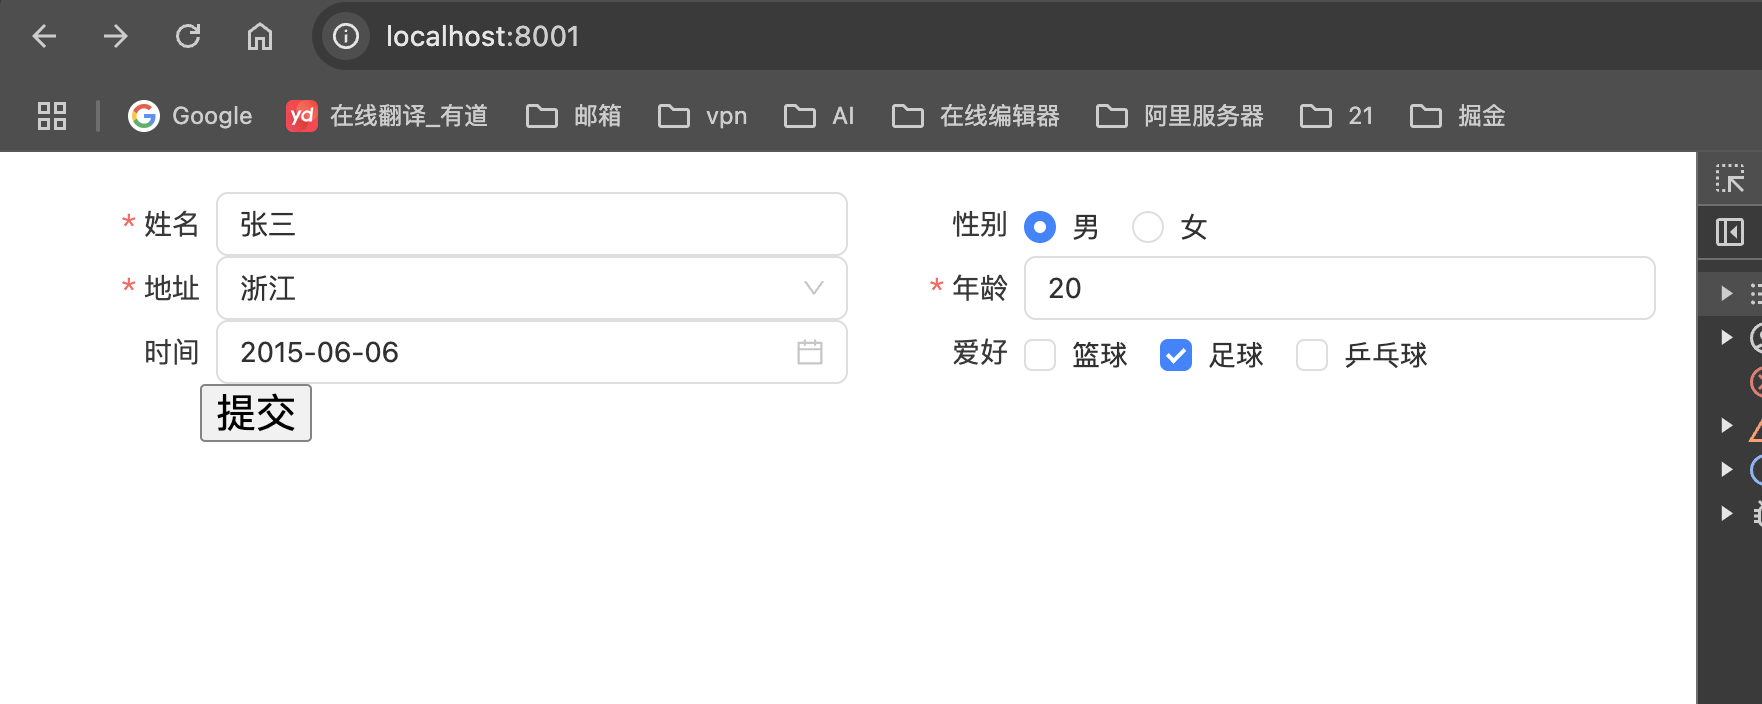 localhost:8001
Google 在线翻译_有道 邮箱 vpn AI 在线编辑器 阿里服务器 21 掘金
* 姓名 张三 性别 男 女
* 地址 浙江 * 年龄 20
时间 2015-06-06 爱好 篮球 足球 乒乓球
提交